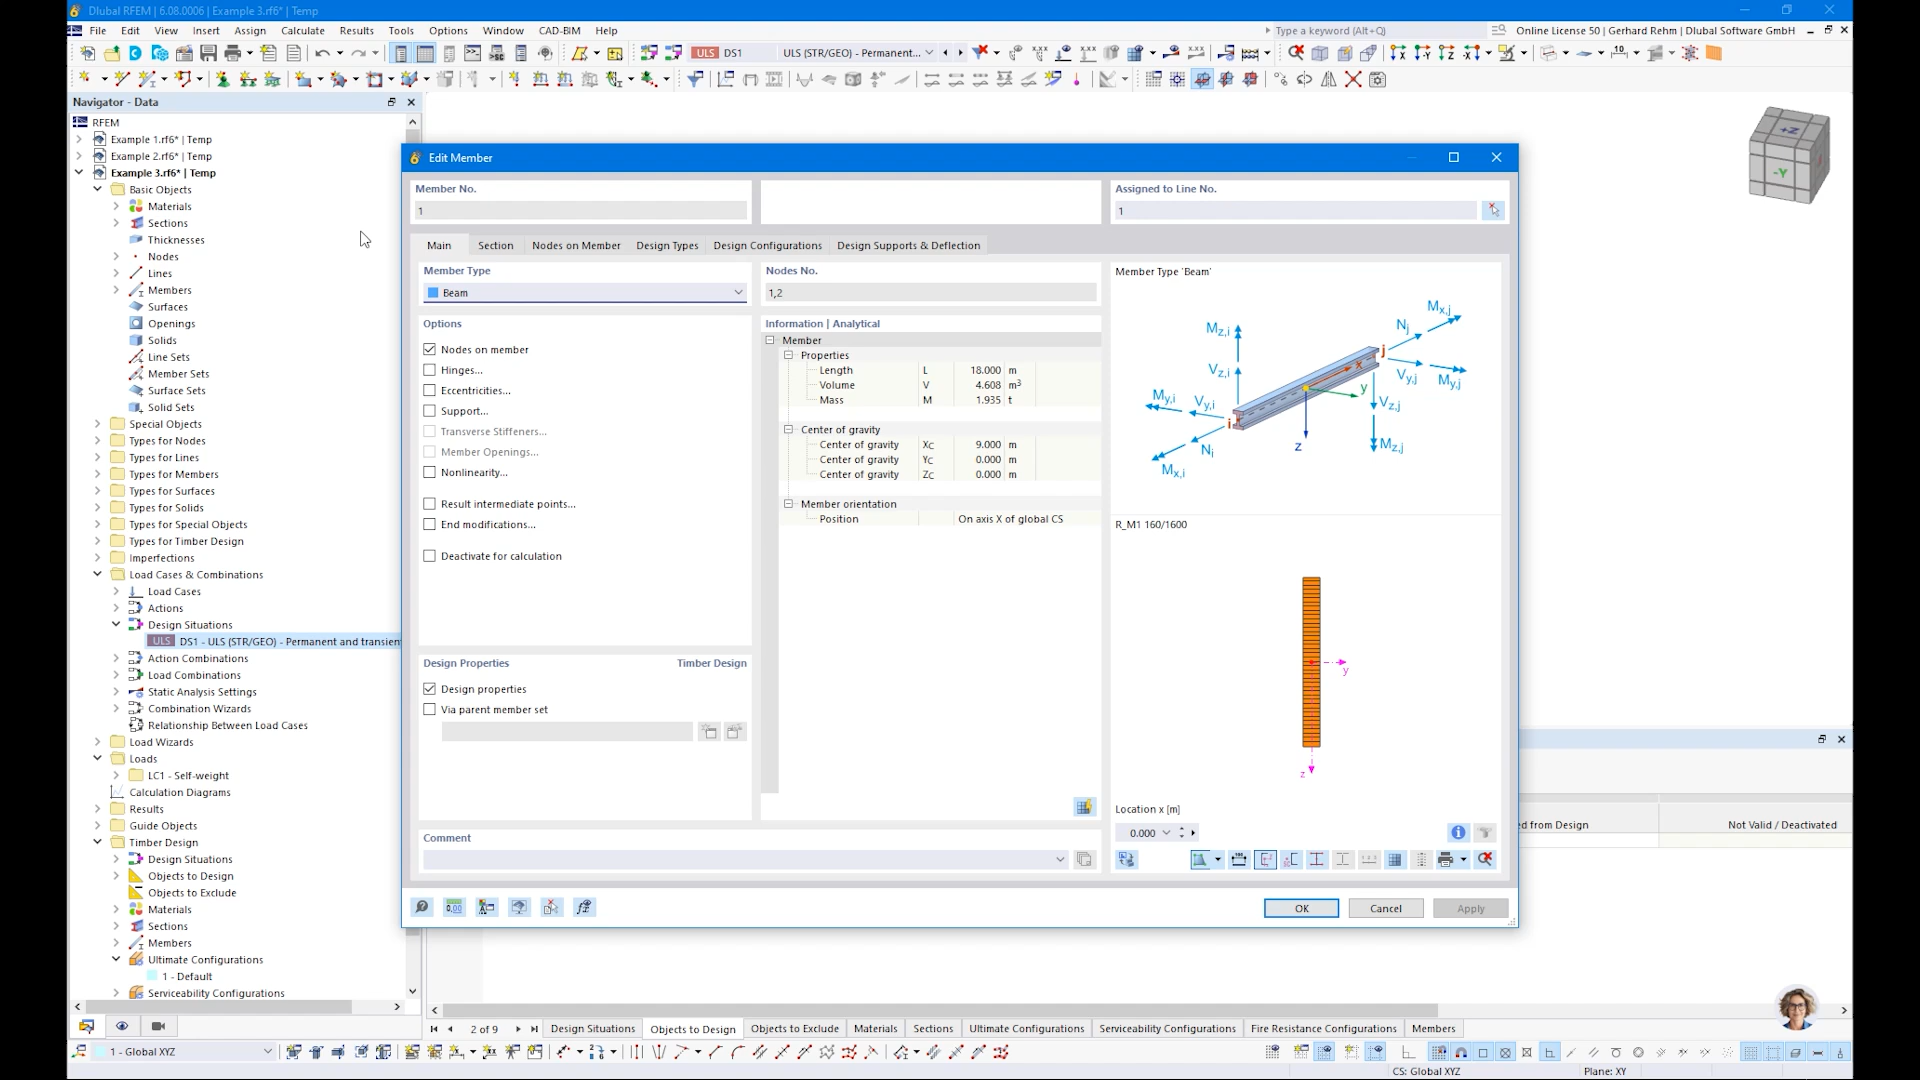 Dlubal RFEM | 6.08.0006 | Example 3.rf6* | Temp
File Edit View Insert Assign Calculate Results Tools Options Window CAD-BIM Help
Type a keyword (Alt+Q)
Online License 50 | Gerhard Rehm | Dlubal Software GmbH
ULS DS1 ULS (STR/GEO) - Permanent...
Navigator - Data
RFEM
Example 1.rf6* | Temp
Example 2.rf6* | Temp
Example 3.rf6* | Temp
Basic Objects
Materials
Sections
Thicknesses
Nodes
Lines
Members
Surfaces
Openings
Solids
Line Sets
Member Sets
Surface Sets
Solid Sets
Special Objects
Types for Nodes
Types for Lines
Types for Members
Types for Surfaces
Types for Solids
Types for Special Objects
Types for Timber Design
Imperfections
Load Cases & Combinations
Load Cases
Actions
Design Situations
ULS DS1 - ULS (STR/GEO) - Permanent and transien
Action Combinations
Load Combinations
Static Analysis Settings
Combination Wizards
Relationship Between Load Cases
Load Wizards
Loads
LC1 - Self-weight
Calculation Diagrams
Results
Guide Objects
Timber Design
Design Situations
Objects to Design
Objects to Exclude
Materials
Sections
Members
Ultimate Configurations
1 - Default
Serviceability Configurations
Edit Member
Member No.
1
Assigned to Line No.
1
Main Section Nodes on Member Design Types Design Configurations Design Supports & Deflection
Member Type
Beam
Options
Nodes on member
Hinges...
Eccentricities...
Support...
Transverse Stiffeners...
Member Openings...
Nonlinearity...
Result intermediate points...
End modifications...
Deactivate for calculation
Design Properties Timber Design
Design properties
Via parent member set
Comment
Nodes No.
1,2
Information | Analytical
Member
Properties
Length L 18.000 m
Volume V 4.608 m3
Mass M 1.935 t
Center of gravity
Center of gravity XC 9.000 m
Center of gravity YC 0.000 m
Center of gravity ZC 0.000 m
Member orientation
Position On axis X of global CS
Member Type 'Beam'
Mz,i
Vz,i
My,i
Vy,i
Ni
Mx,i
i
j
x
y
z
Mx,j
Nj
Vy,j
My,j
Vz,j
Mz,j
R_M1 160/1600
y
z
Location x [m]
0.000
OK Cancel Apply
+Z
-Y
ed from Design Not Valid / Deactivated
2 of 9 Design Situations Objects to Design Objects to Exclude Materials Sections Ultimate Configurations Serviceability Configurations Fire Resistance Configurations Members
1 - Global XYZ
CS: Global XYZ Plane: XY